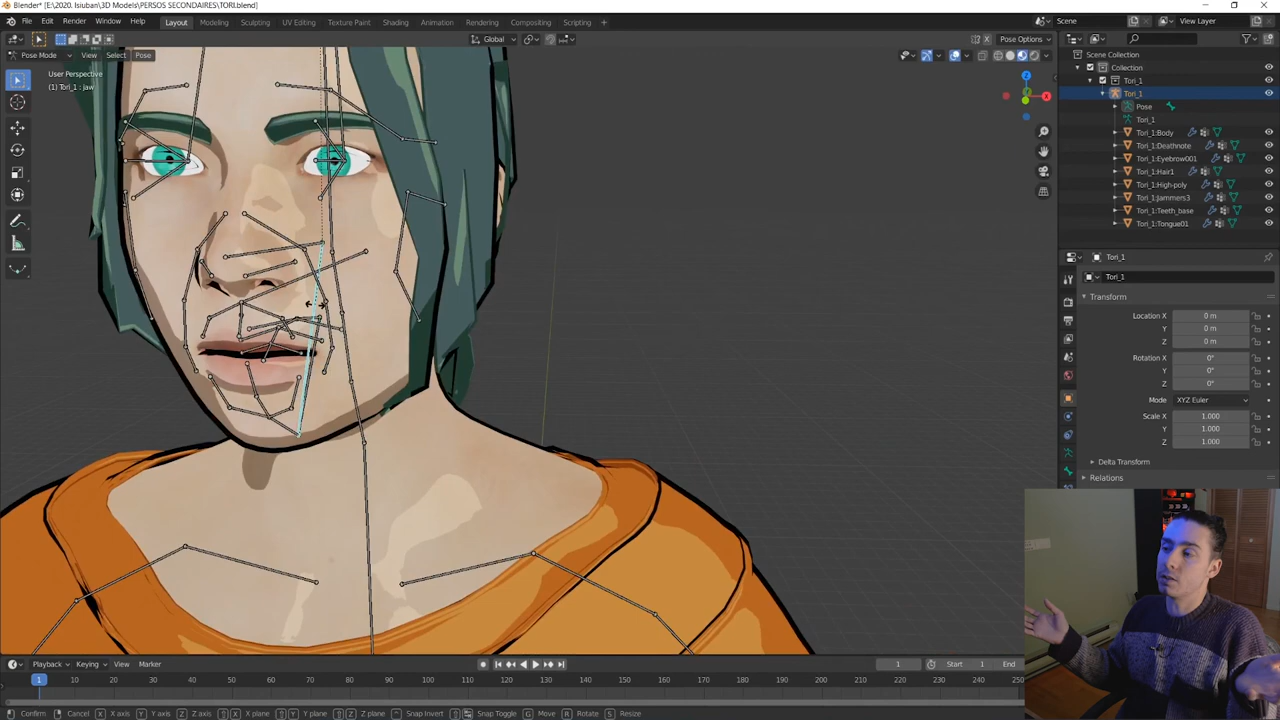 Blender* [E:\2020. Isiuban\3D Models\PERSOS SECONDAIRES\TORI.blend]
File Edit Render Window Help Layout Modeling Sculpting UV Editing Texture Paint Shading Animation Rendering Compositing Scripting + Scene View Layer
Global Pose Options
Pose Mode View Select Pose
User Perspective
(1) Tori_1 : jaw
X
Scene Collection
Collection
Tori_1
Tori_1
Pose
Tori_1
Tori_1:Body
Tori_1:Deathnote
Tori_1:Eyebrow001
Tori_1:Hair1
Tori_1:High-poly
Tori_1:Jammers3
Tori_1:Teeth_base
Tori_1:Tongue01
Tori_1
Tori_1
Transform
Location X 0 m
Y 0 m
Z 0 m
Rotation X 0°
Y 0°
Z 0°
Mode XYZ Euler
Scale X 1.000
Y 1.000
Z 1.000
Delta Transform
Relations
Playback Keying View Marker 1 Start 1 End
1 10 20 30 40 50 60 70 80 90 100 110 120 130 140 150 160 170 180 190 200 210 220 230 240 250
Confirm Cancel X X axis Y Y axis Z Z axis X X plane Y Y plane Z Z plane Snap Invert Snap Toggle G Move R Rotate S Resize